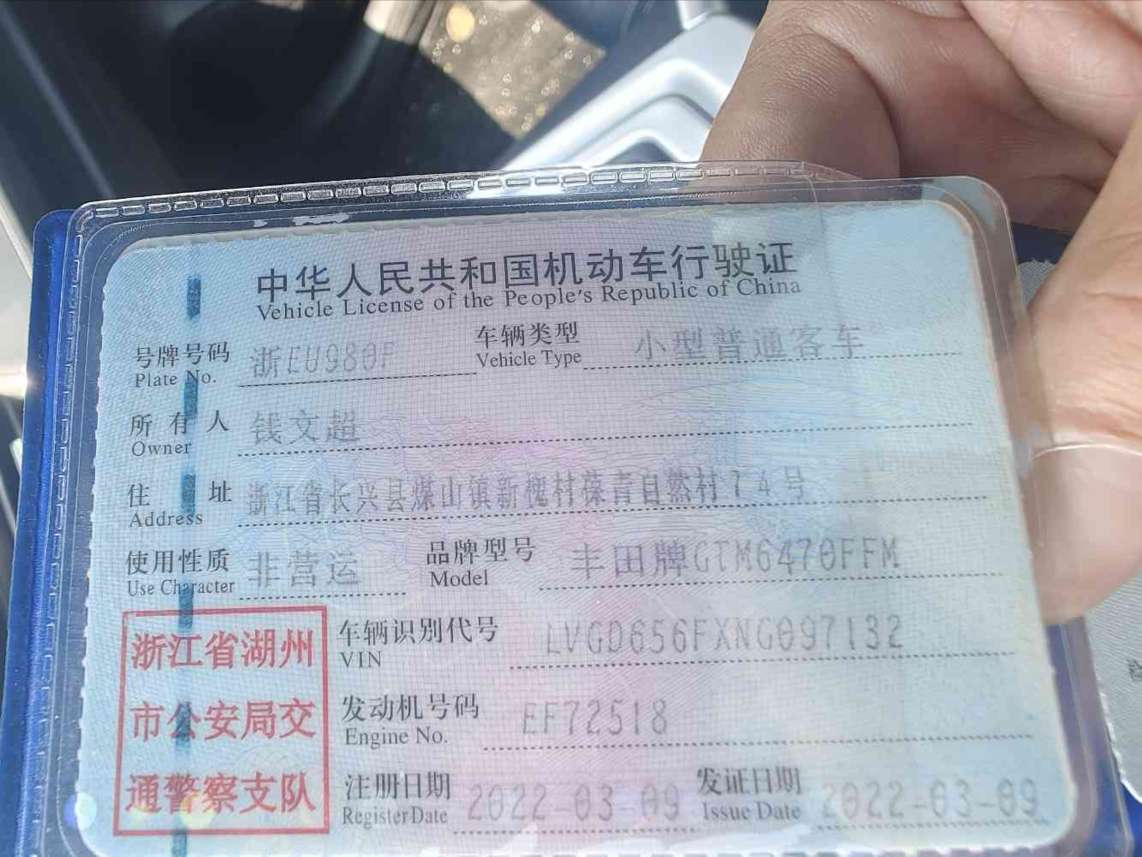 中华人民共和国机动车行驶证
Vehicle License of the People's Republic of China
号牌号码 浙EU980F 车辆类型 小型普通客车
Plate No. Vehicle Type
所有人 钱文超
Owner
住址 浙江省长兴县煤山镇新槐村葆青自然村74号
Address
使用性质 非营运 品牌型号 丰田牌GTM6470FFM
Use Character Model
浙江省湖州
市公安局交
通警察支队
车辆识别代号 LVGD656FXNG097132
VIN
发动机号码 EF72518
Engine No.
注册日期 2022-03-09 发证日期 2022-03-09
Register Date Issue Date